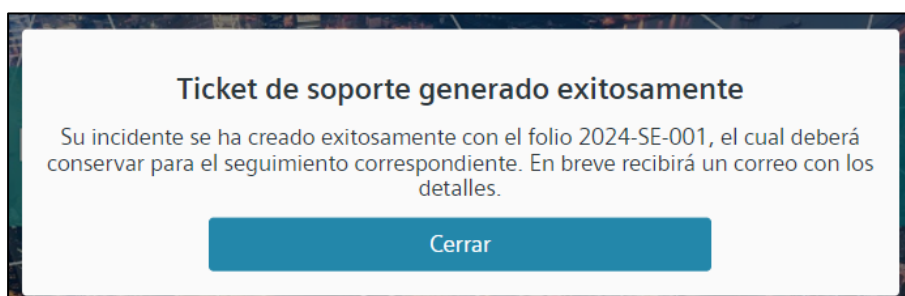 Ticket de soporte generado exitosamente
Su incidente se ha creado exitosamente con el folio 2024-SE-001, el cual deberá
conservar para el seguimiento correspondiente. En breve recibirá un correo con los
detalles.
Cerrar